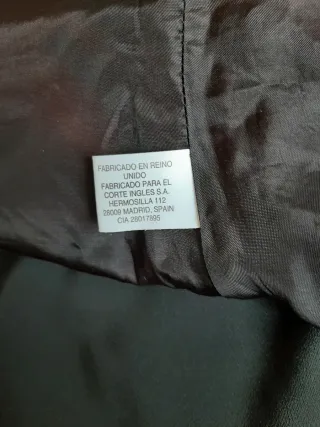 FABRICADO EN REINO
UNIDO
FABRICADO PARA EL
CORTE INGLES S.A.
HERMOSILLA 112
28009 MADRID, SPAIN
CIA 28017895